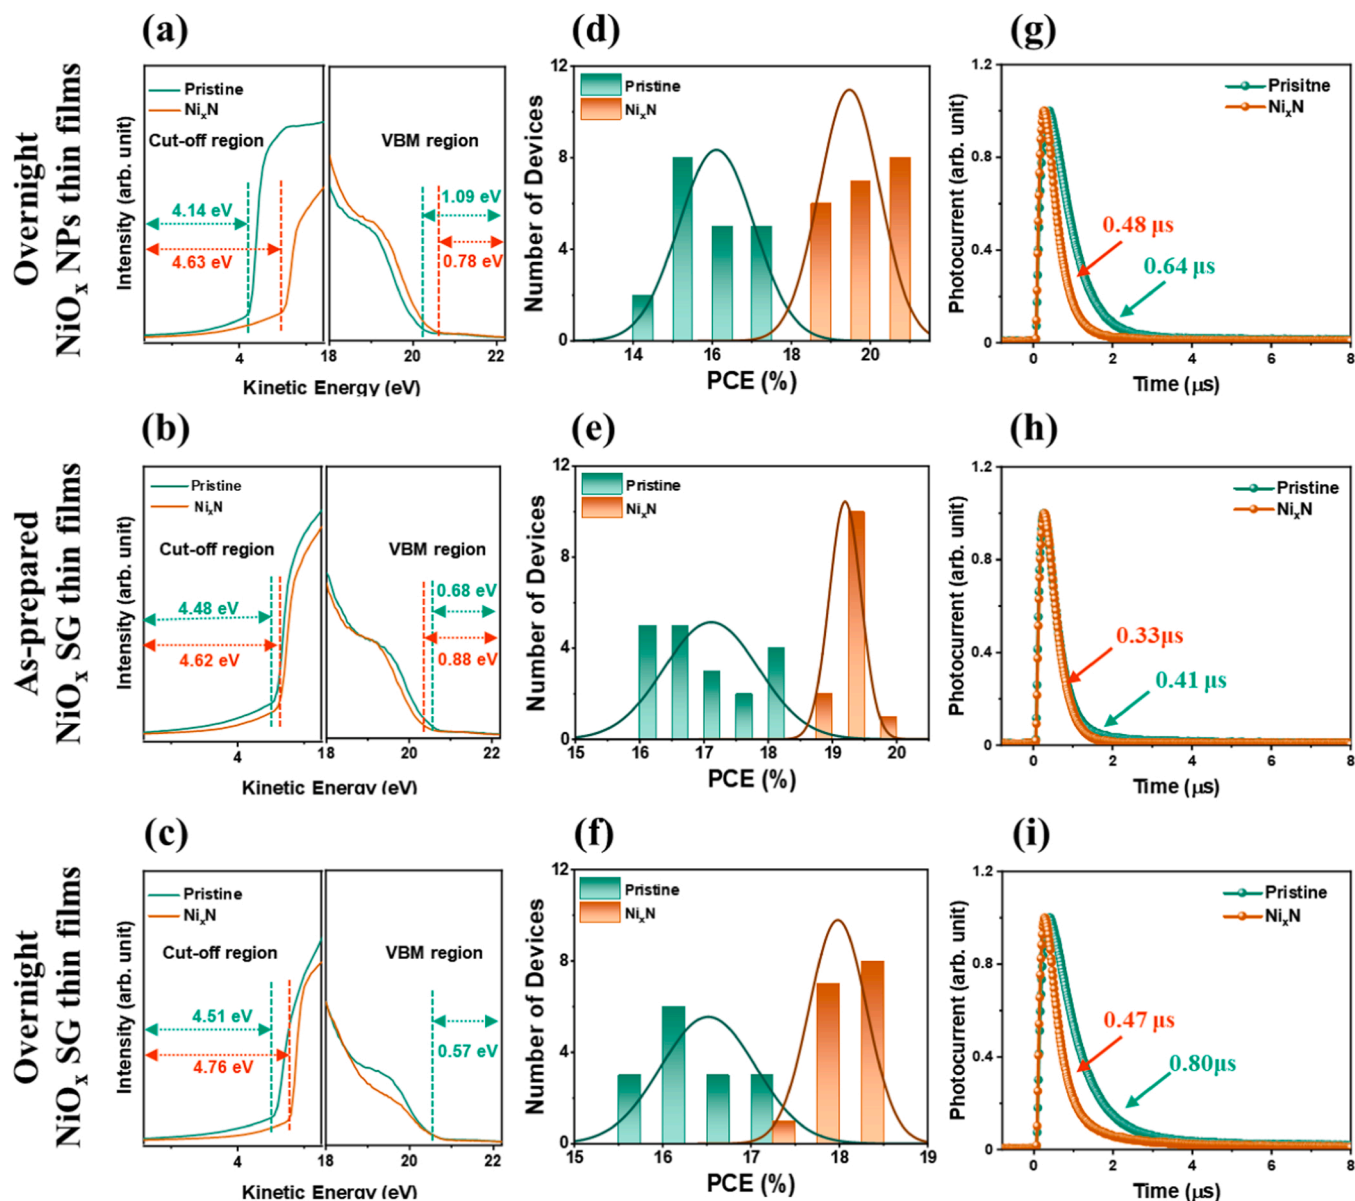 (a)
(d)
(g)
Overnight
NiOx NPs thin films
Intensity (arb. unit)
Pristine
NixN
Cut-off region
VBM region
4.14 eV
4.63 eV
1.09 eV
0.78 eV
4
18
20
22
Kinetic Energy (eV)
Number of Devices
12
8
4
0
Pristine
NixN
14
16
18
20
PCE (%)
Photocurrent (arb. unit)
1.2
0.8
0.4
0
Prisitne
NixN
0.48 μs
0.64 μs
0
2
4
6
8
Time (μs)
(b)
(e)
(h)
As-prepared
NiOx SG thin films
Intensity (arb. unit)
Pristine
NixN
Cut-off region
VBM region
4.48 eV
4.62 eV
0.68 eV
0.88 eV
4
18
20
22
Kinetic Energy (eV)
Number of Devices
12
8
4
0
Pristine
NixN
15
16
17
18
19
20
PCE (%)
Photocurrent (arb. unit)
1.2
0.8
0.4
0
Pristine
NixN
0.33μs
0.41 μs
0
2
4
6
8
Time (μs)
(c)
(f)
(i)
Overnight
NiOx SG thin films
Intensity (arb. unit)
Pristine
NixN
Cut-off region
VBM region
4.51 eV
4.76 eV
0.57 eV
4
18
20
22
Kinetic Energy (eV)
Number of Devices
12
8
4
0
Pristine
NixN
15
16
17
18
19
PCE (%)
Photocurrent (arb. unit)
1.2
0.8
0.4
0
Pristine
NixN
0.47 μs
0.80μs
0
2
4
6
8
Time (μs)